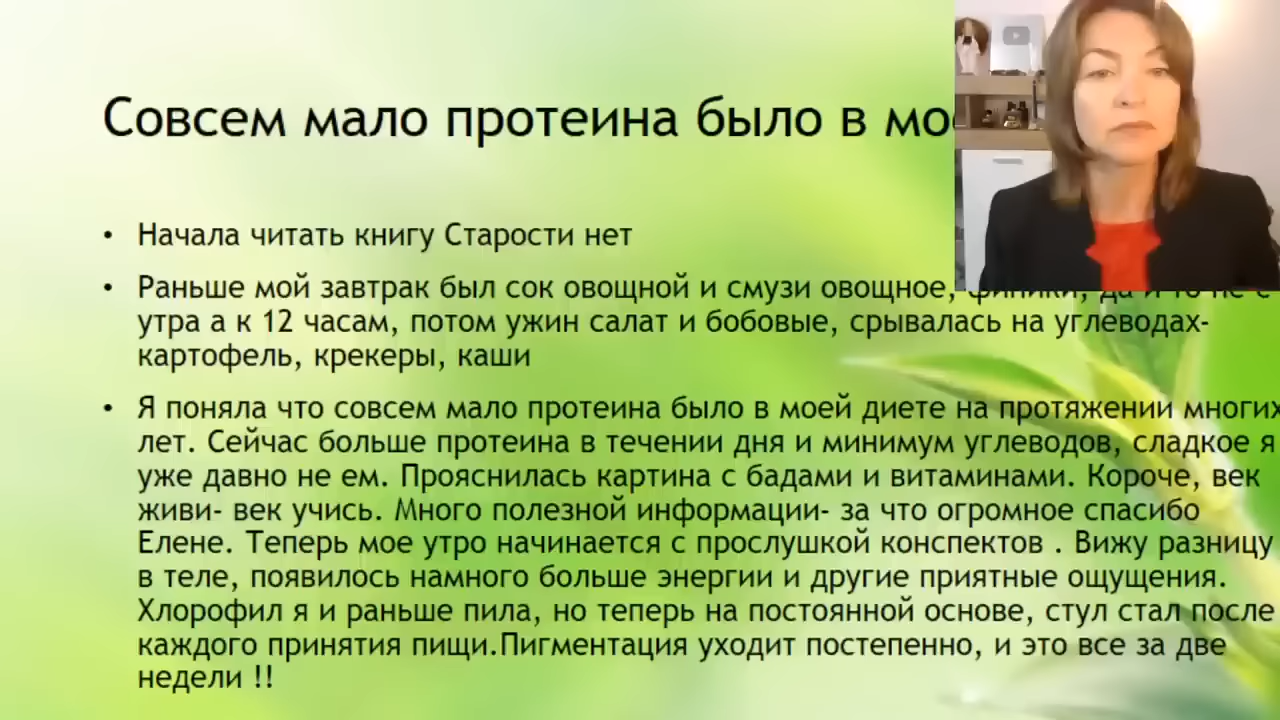 Совсем мало протеина было в
• Начала читать книгу Старости нет
• Раньше мой завтрак был сок овощной и смузи овощное,
утра а к 12 часам, потом ужин салат и бобовые, срывалась на углеводах-
картофель, крекеры, каши
• Я поняла что совсем мало протеина было в моей диете на протяжении многих
лет. Сейчас больше протеина в течении дня и минимум углеводов, сладкое я
уже давно не ем. Прояснилась картина с бадами и витаминами. Короче, век
живи- век учись. Много полезной информации- за что огромное спасибо
Елене. Теперь мое утро начинается с прослушкой конспектов . Вижу разницу
в теле, появилось намного больше энергии и другие приятные ощущения.
Хлорофил я и раньше пила, но теперь на постоянной основе, стул стал после
каждого принятия пищи.Пигментация уходит постепенно, и это все за две
недели !!